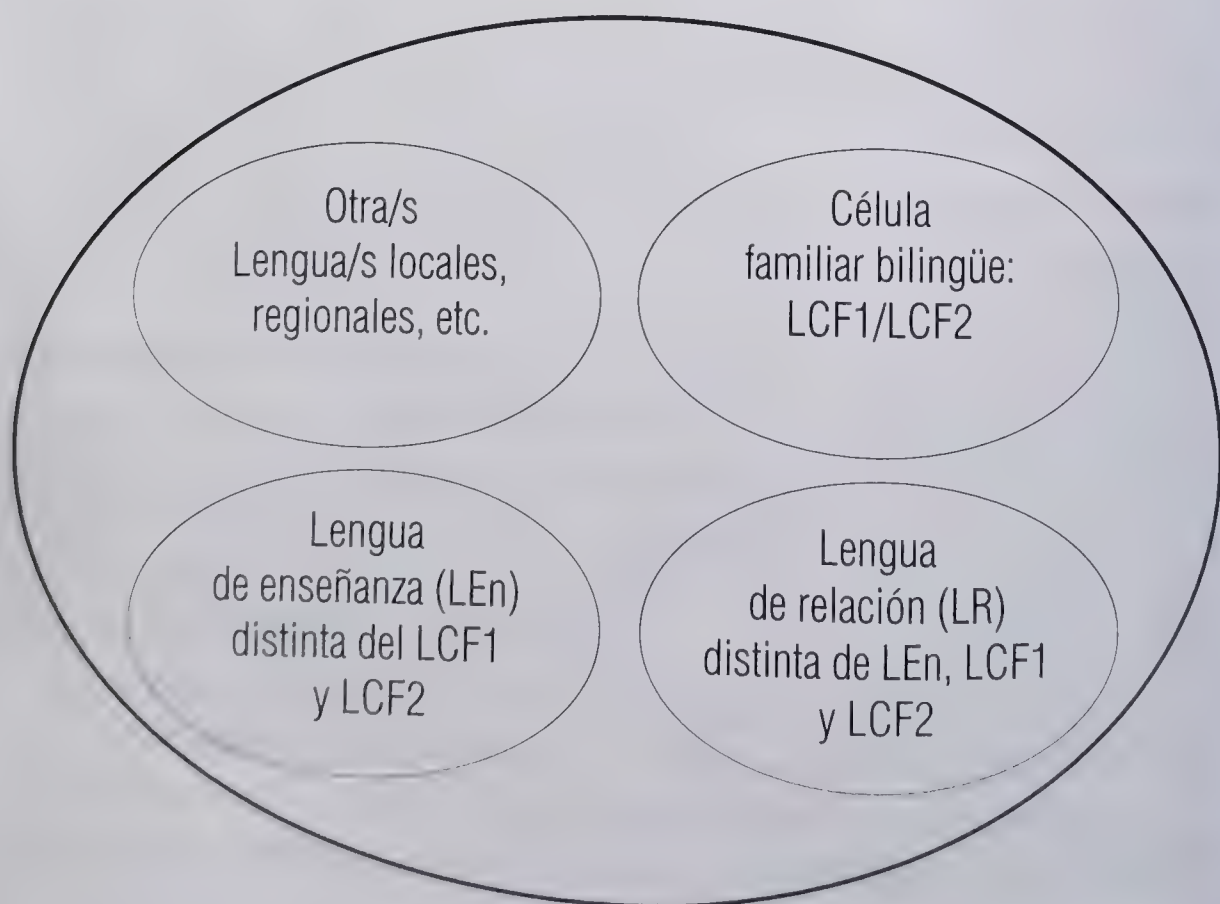 Otra/s
Lengua/s locales,
regionales, etc.
Célula
familiar bilingüe:
LCF1/LCF2
Lengua
de enseñanza (LEn)
distinta del LCF1
y LCF2
Lengua
de relación (LR)
distinta de LEn, LCF1
y LCF2